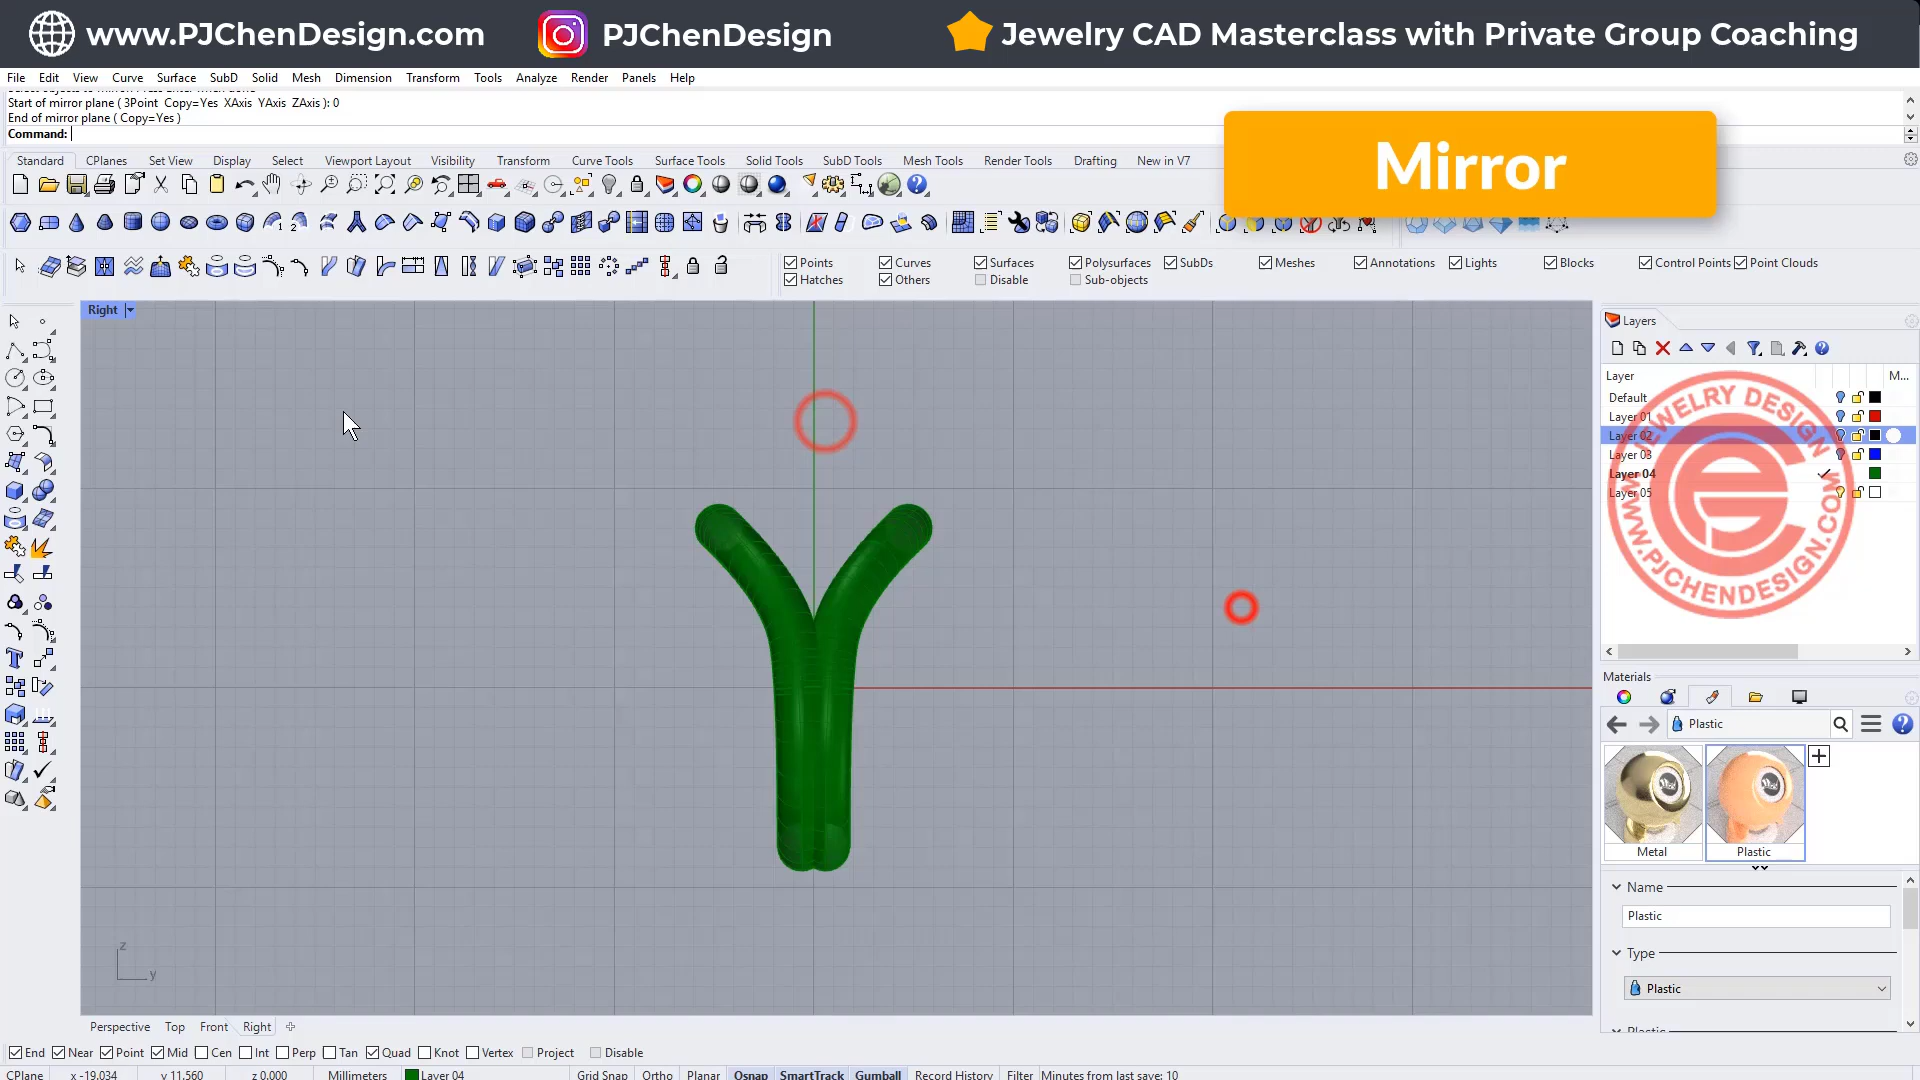 www.PJChenDesign.com
PJChenDesign
Jewelry CAD Masterclass with Private Group Coaching
File Edit View Curve Surface SubD Solid Mesh Dimension Transform Tools Analyze Render Panels Help
Start of mirror plane ( 3Point Copy=Yes XAxis YAxis ZAxis ): 0
End of mirror plane ( Copy=Yes )
Command:
Mirror
Standard CPlanes Set View Display Select Viewport Layout Visibility Transform Curve Tools Surface Tools Solid Tools SubD Tools Mesh Tools Render Tools Drafting New in V7
Points Curves Surfaces Polysurfaces SubDs Meshes Annotations Lights Blocks Control Points Point Clouds
Hatches Others Disable Sub-objects
Right
Layers
Layer M...
Default
Layer 01
Layer 02
Layer 03
Layer 04
Layer 05
JEWELRY DESIGN
WWW.PJCHENDESIGN.COM
Materials
Plastic
Metal Plastic
Name
Plastic
Type
Plastic
Plastic
z
y
Perspective Top Front Right
End Near Point Mid Cen Int Perp Tan Quad Knot Vertex Project Disable
CPlane x -19.034 y 11.560 z 0.000 Millimeters Layer 04 Grid Snap Ortho Planar Osnap SmartTrack Gumball Record History Filter Minutes from last save: 10